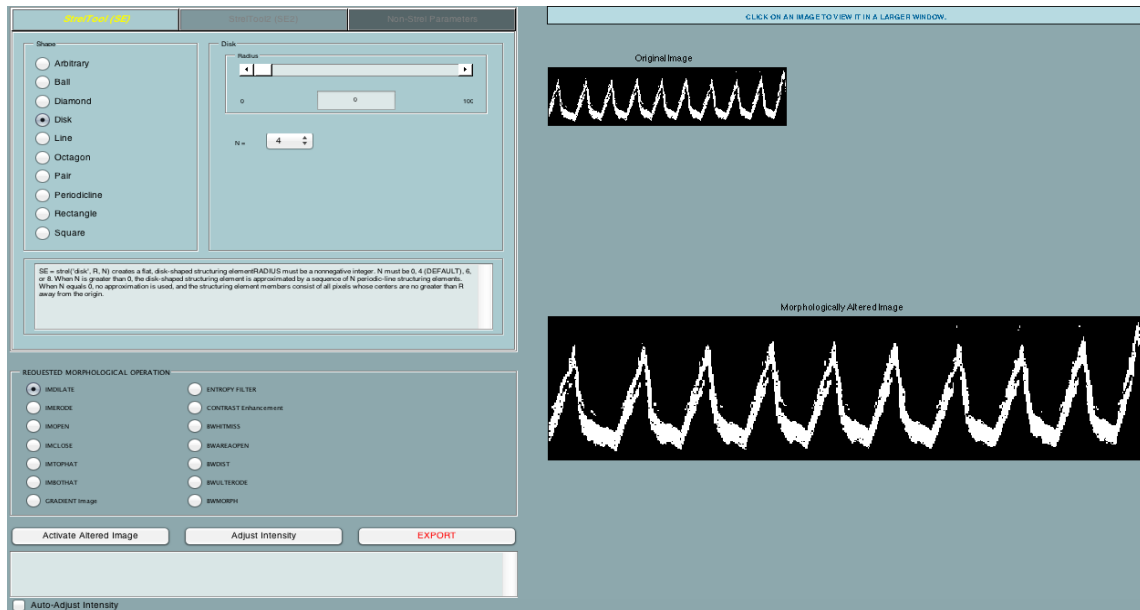 StrelTool (SE)
StrelTool2 (SE2)
Non-Strel Parameters
CLICK ON AN IMAGE TO VIEW IT IN A LARGER WINDOW.
Shape
Arbitrary
Ball
Diamond
Disk
Line
Octagon
Pair
Periodicline
Rectangle
Square
Disk
Radius
0
0
100
N =
4
SE = strel('disk', R, N) creates a flat, disk-shaped structuring elementRADIUS must be a nonnegative integer. N must be 0, 4 (DEFAULT), 6,
or 8. When N is greater than 0, the disk-shaped structuring element is approximated by a sequence of N periodic-line structuring elements.
When N equals 0, no approximation is used, and the structuring element members consist of all pixels whose centers are no greater than R
away from the origin.
Original Image
Morphologically Altered Image
REQUESTED MORPHOLOGICAL OPERATION
IMDILATE
IMERODE
IMOPEN
IMCLOSE
IMTOPHAT
IMBOTHAT
GRADIENT Image
ENTROPY FILTER
CONTRAST Enhancement
BWHITMISS
BWAREAOPEN
BWDIST
BWULTERODE
BWMORPH
Activate Altered Image
Adjust Intensity
EXPORT
Auto-Adjust Intensity